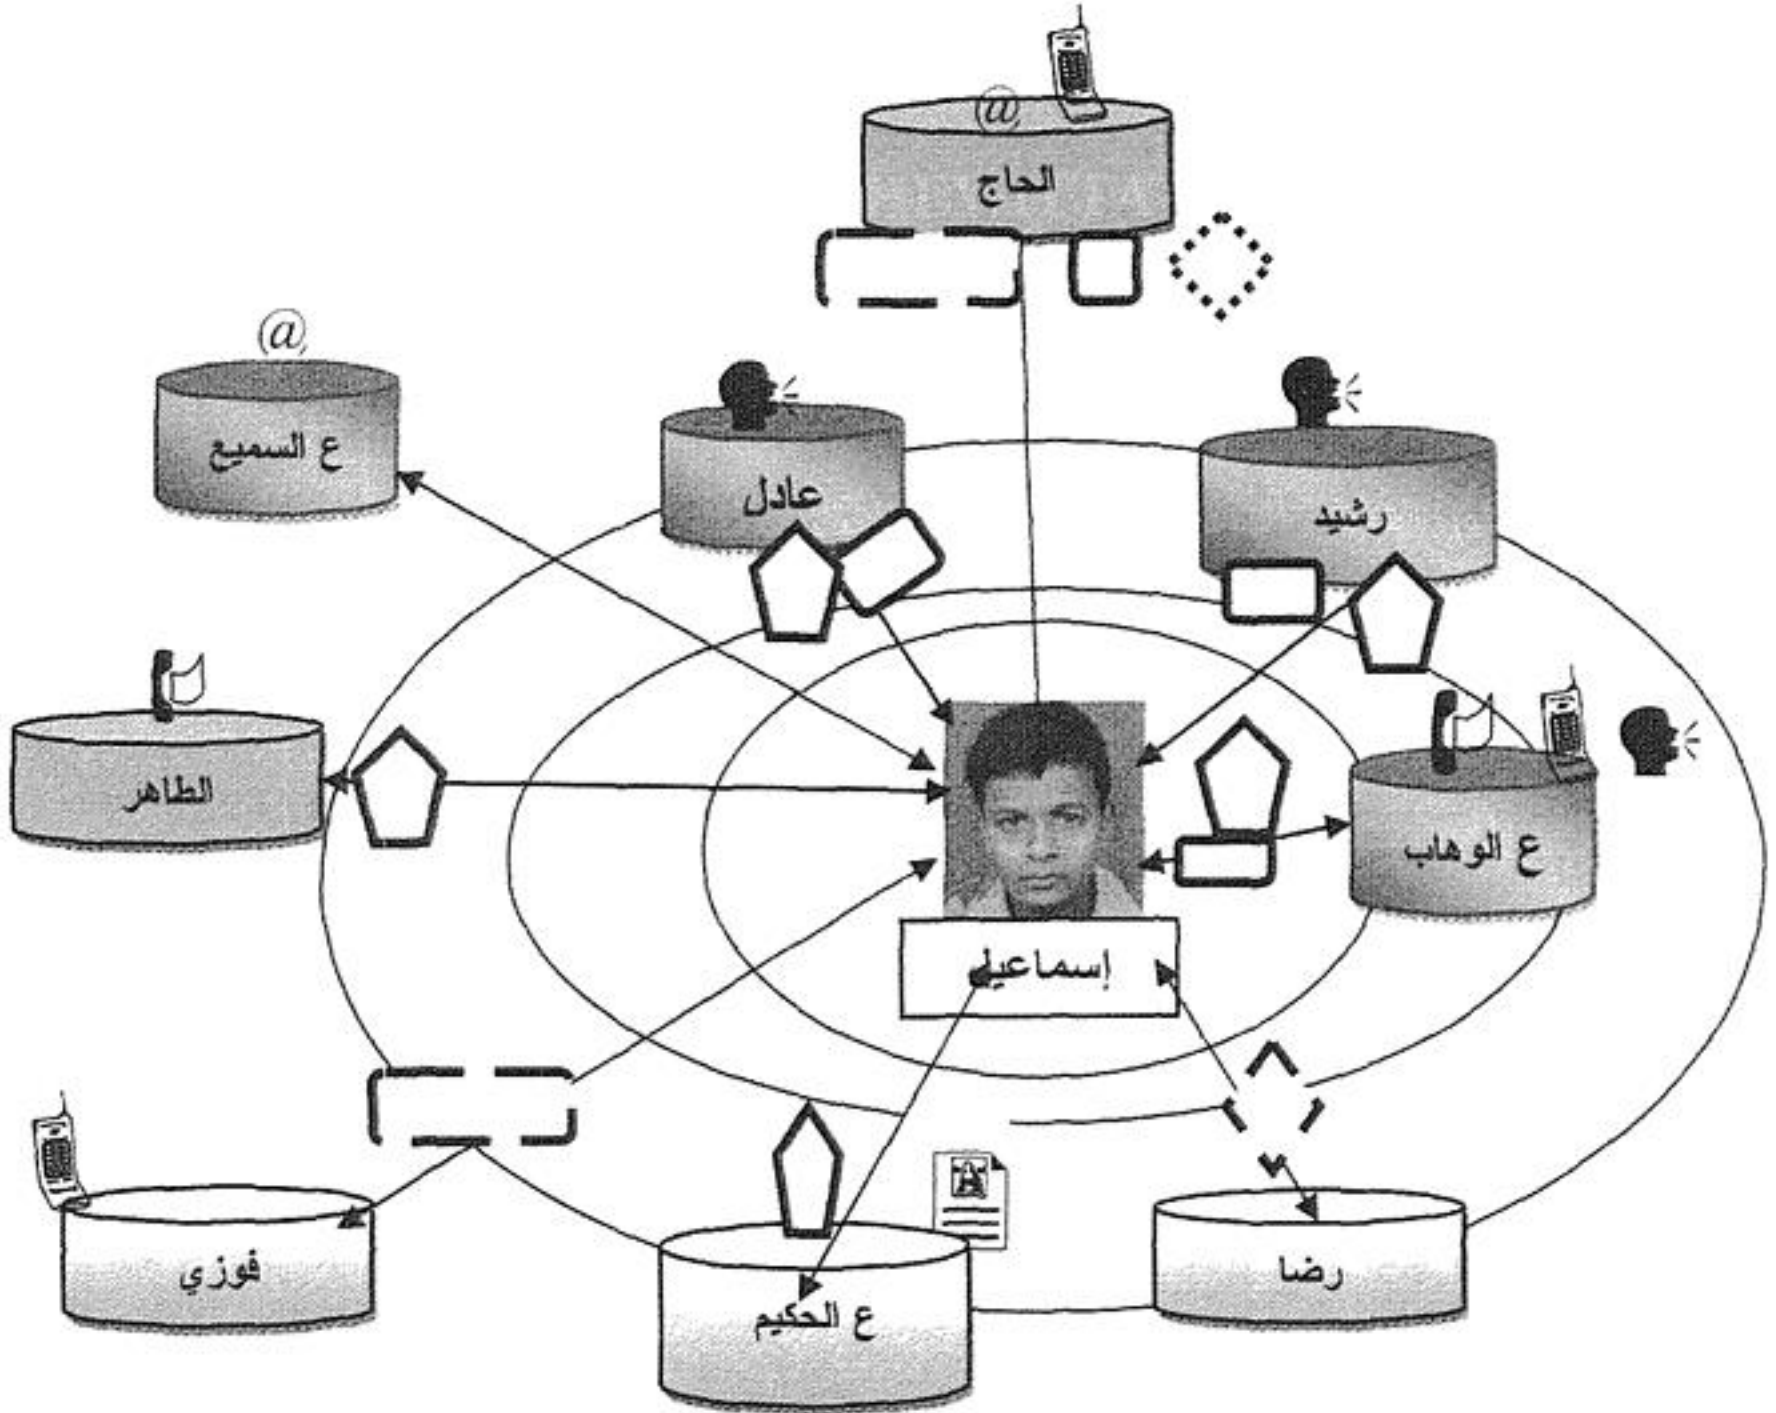 @
الحاج
@
ع السميع
عادل
رشيد
الطاهر
ع الوهاب
إسماعيل
فوزي
A
ع الحكيم
رضا